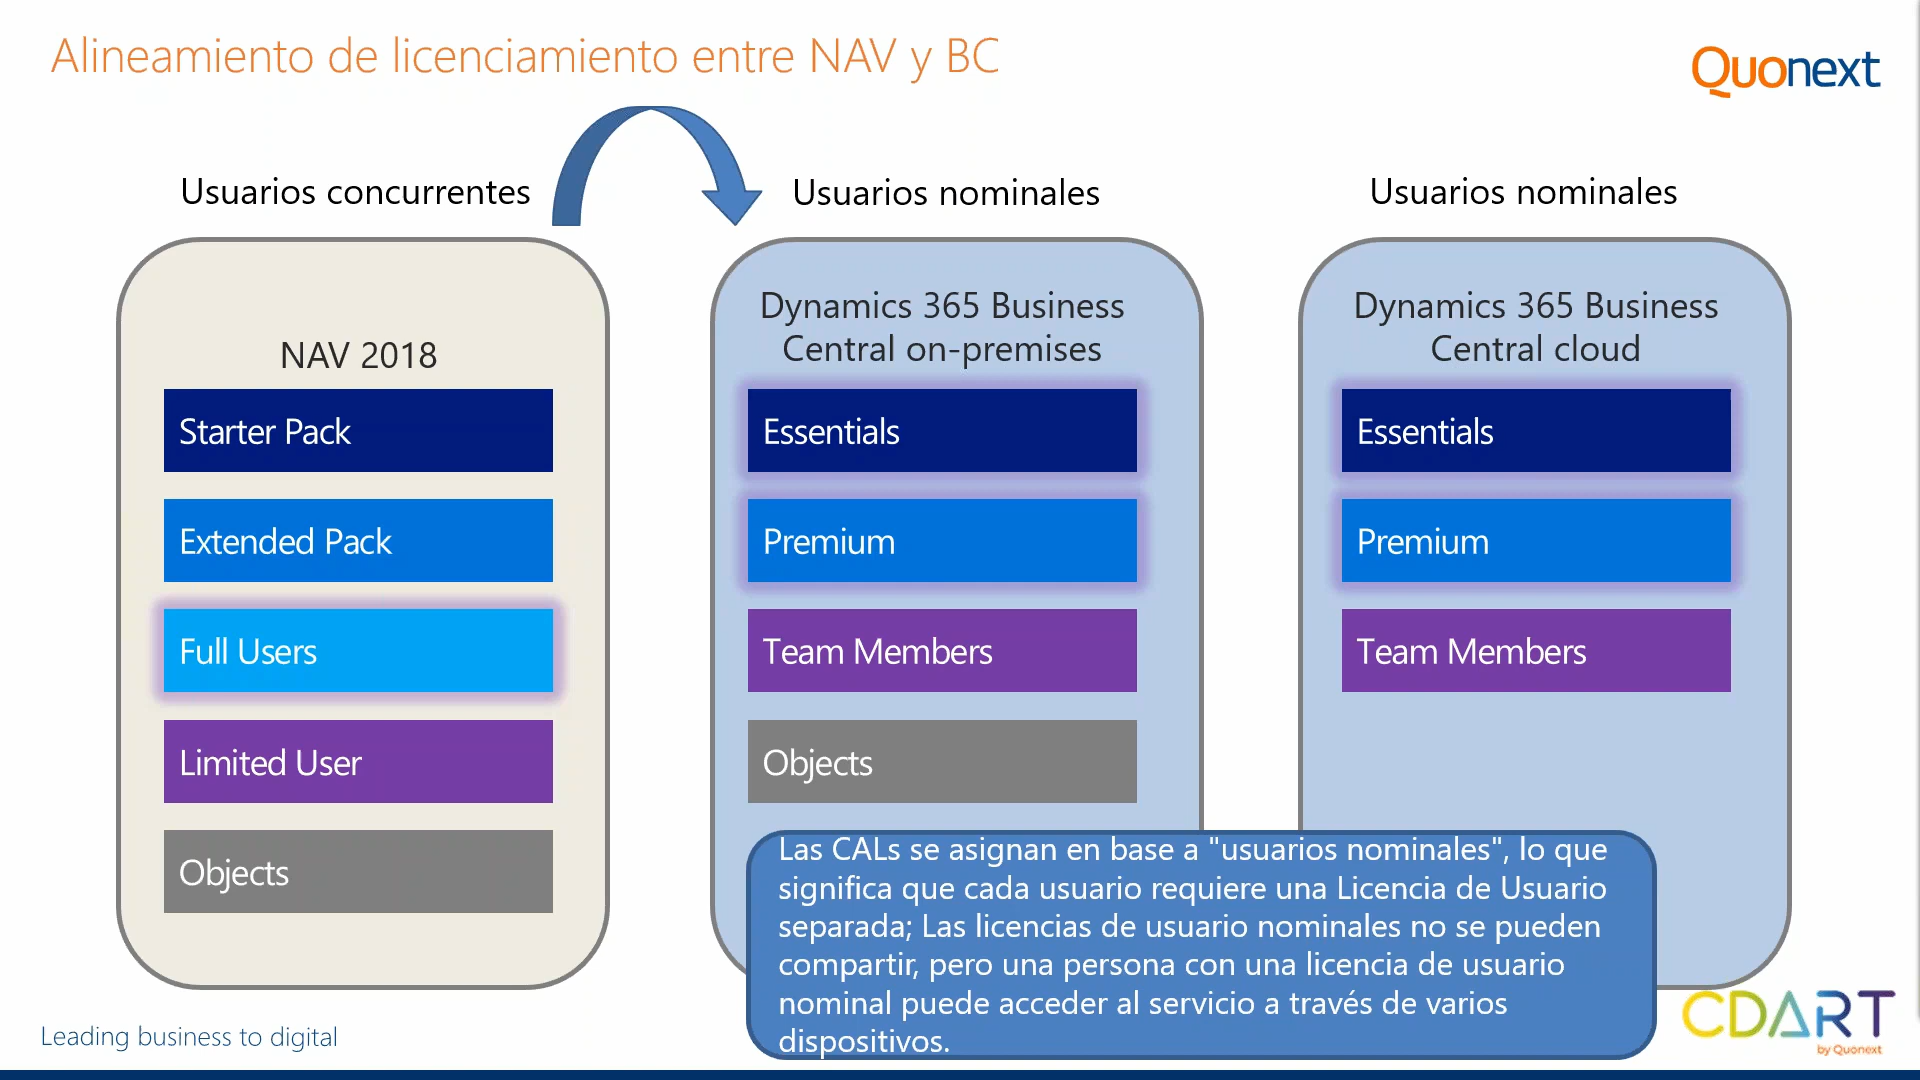 Alineamiento de licenciamiento entre NAV y BC
Quonext
Usuarios concurrentes
Usuarios nominales
Usuarios nominales
NAV 2018
Starter Pack
Extended Pack
Full Users
Limited User
Objects
Dynamics 365 Business
Central on-premises
Essentials
Premium
Team Members
Objects
Dynamics 365 Business
Central cloud
Essentials
Premium
Team Members
Las CALs se asignan en base a "usuarios nominales", lo que
significa que cada usuario requiere una Licencia de Usuario
separada; Las licencias de usuario nominales no se pueden
compartir, pero una persona con una licencia de usuario
nominal puede acceder al servicio a través de varios
dispositivos.
Leading business to digital
CDART
by Quonext